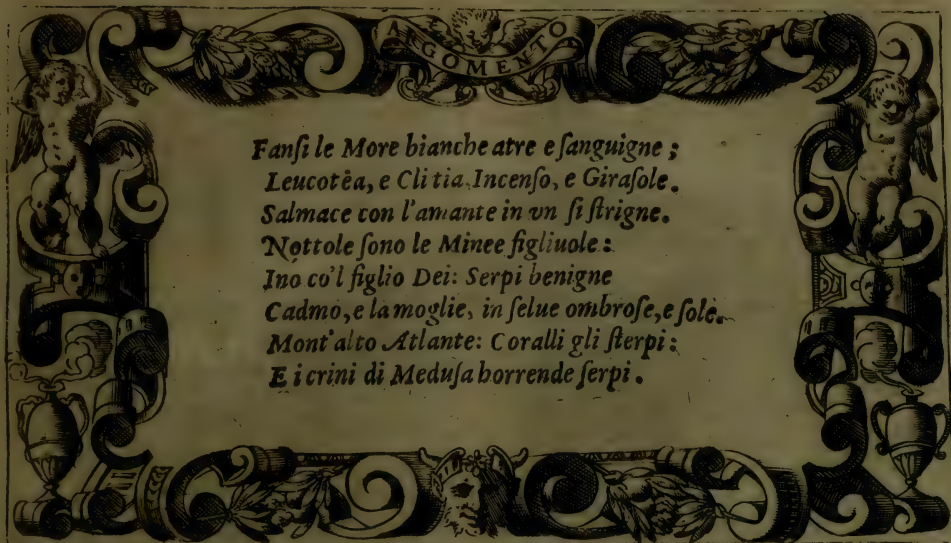 ARGOMENTO
Fanſi le More bianche atre e ſanguigne ;
Leucotèa, e Clitia, Incenſo, e Giraſole.
Salmace con l'amante in vn ſi ſtrigne.
Nottole ſono le Minee figliuole :
Ino co'l figlio Dei : Serpi benigne
Cadmo, e la moglie, in ſelue ombroſe, e ſole.
Mont'alto Atlante : Coralli gli ſterpi ;
E i crini di Meduſa horrende ſerpi .